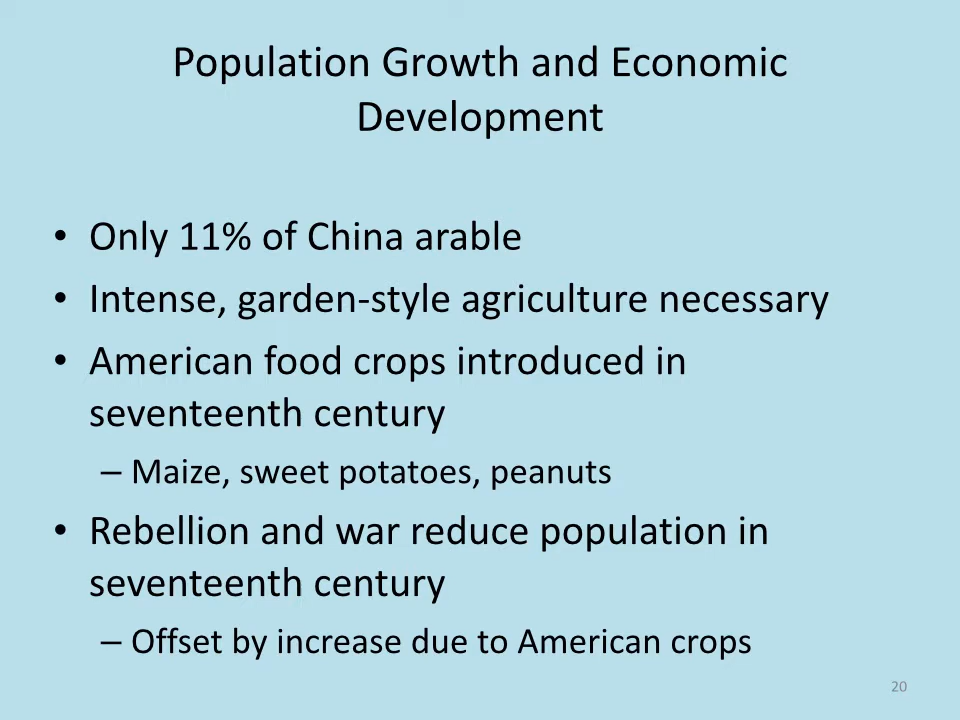 Population Growth and Economic
Development
• Only 11% of China arable
• Intense, garden-style agriculture necessary
• American food crops introduced in
seventeenth century
– Maize, sweet potatoes, peanuts
• Rebellion and war reduce population in
seventeenth century
– Offset by increase due to American crops
20